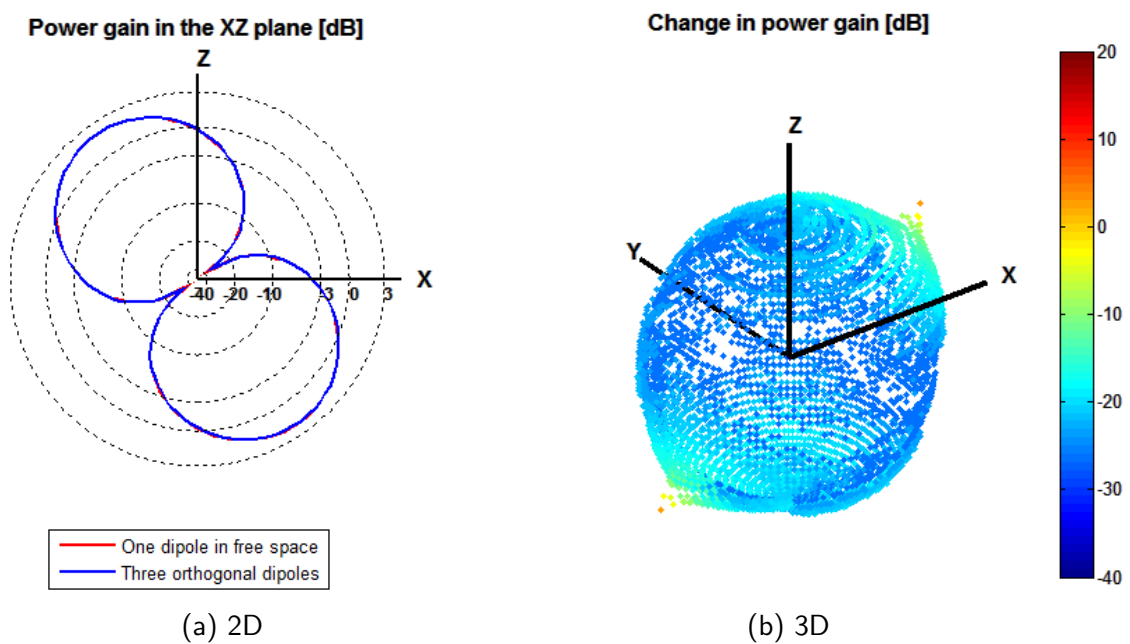 Power gain in the XZ plane [dB]
Z
X
-40 -20 -10 -3 0 3
One dipole in free space
Three orthogonal dipoles
(a) 2D
Change in power gain [dB]
Z
Y
X
20
10
0
-10
-20
-30
-40
(b) 3D